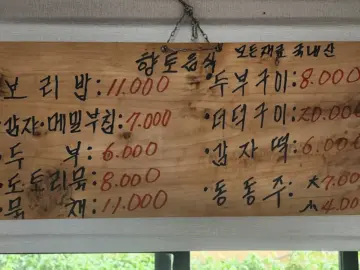 향토음식 모든재료 국내산
보리밥:11.000
·감자·메밀부침:7.000
·두 부:6.000
·도토리묵:8.000
·묵 채:11.000
·두부구이:8.000
·더덕구이:20.000
·감자 떡:6.000
·동동주:大7.000
小4.000